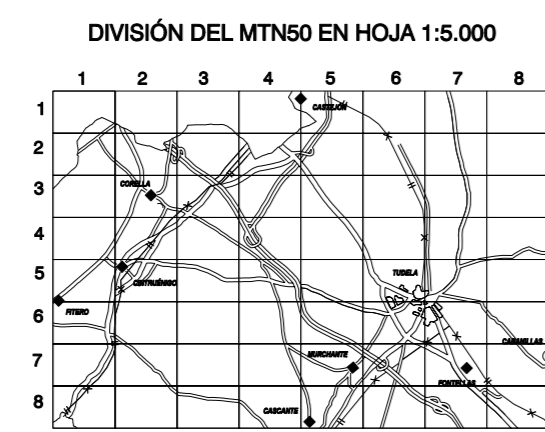 DIVISIÓN DEL MTN50 EN HOJA 1:5.000
1 2 3 4 5 6 7 8
1
CASTEJÓN
2
3
CORELLA
4
5
TUDELA
CINTRUÉNIGO
6
FITERO
CABANILLAS
7
MURCHANTE
FONTELLAS
8
CASCANTE